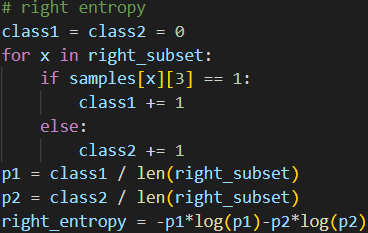 # right entropy
class1 = class2 = 0
for x in right_subset:
    if samples[x][3] == 1:
        class1 += 1
    else:
        class2 += 1
p1 = class1 / len(right_subset)
p2 = class2 / len(right_subset)
right_entropy = -p1*log(p1)-p2*log(p2)